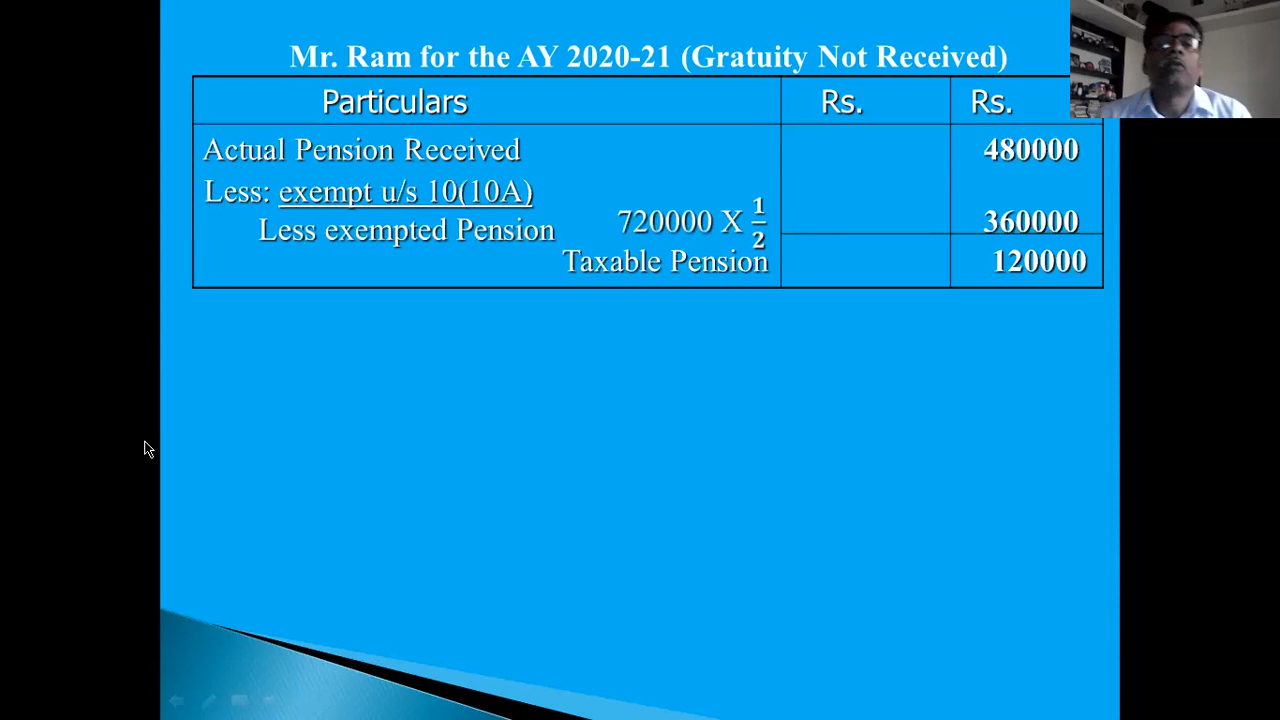 Mr. Ram for the AY 2020-21 (Gratuity Not Received)
Particulars Rs. Rs.
Actual Pension Received 480000
Less: exempt u/s 10(10A)
Less exempted Pension 720000 X 1/2 360000
Taxable Pension 120000